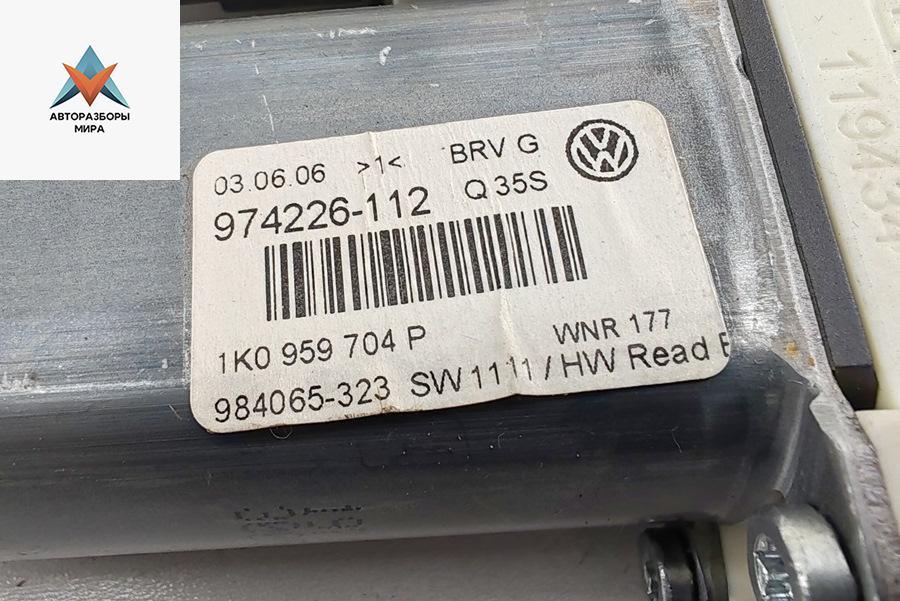 АВТОРАЗБОРЫ
МИРА
03.06.06 >1< BRV G
974226-112 Q 35S
1K0 959 704 P WNR 177
984065-323 SW 1111 / HW Read
119434